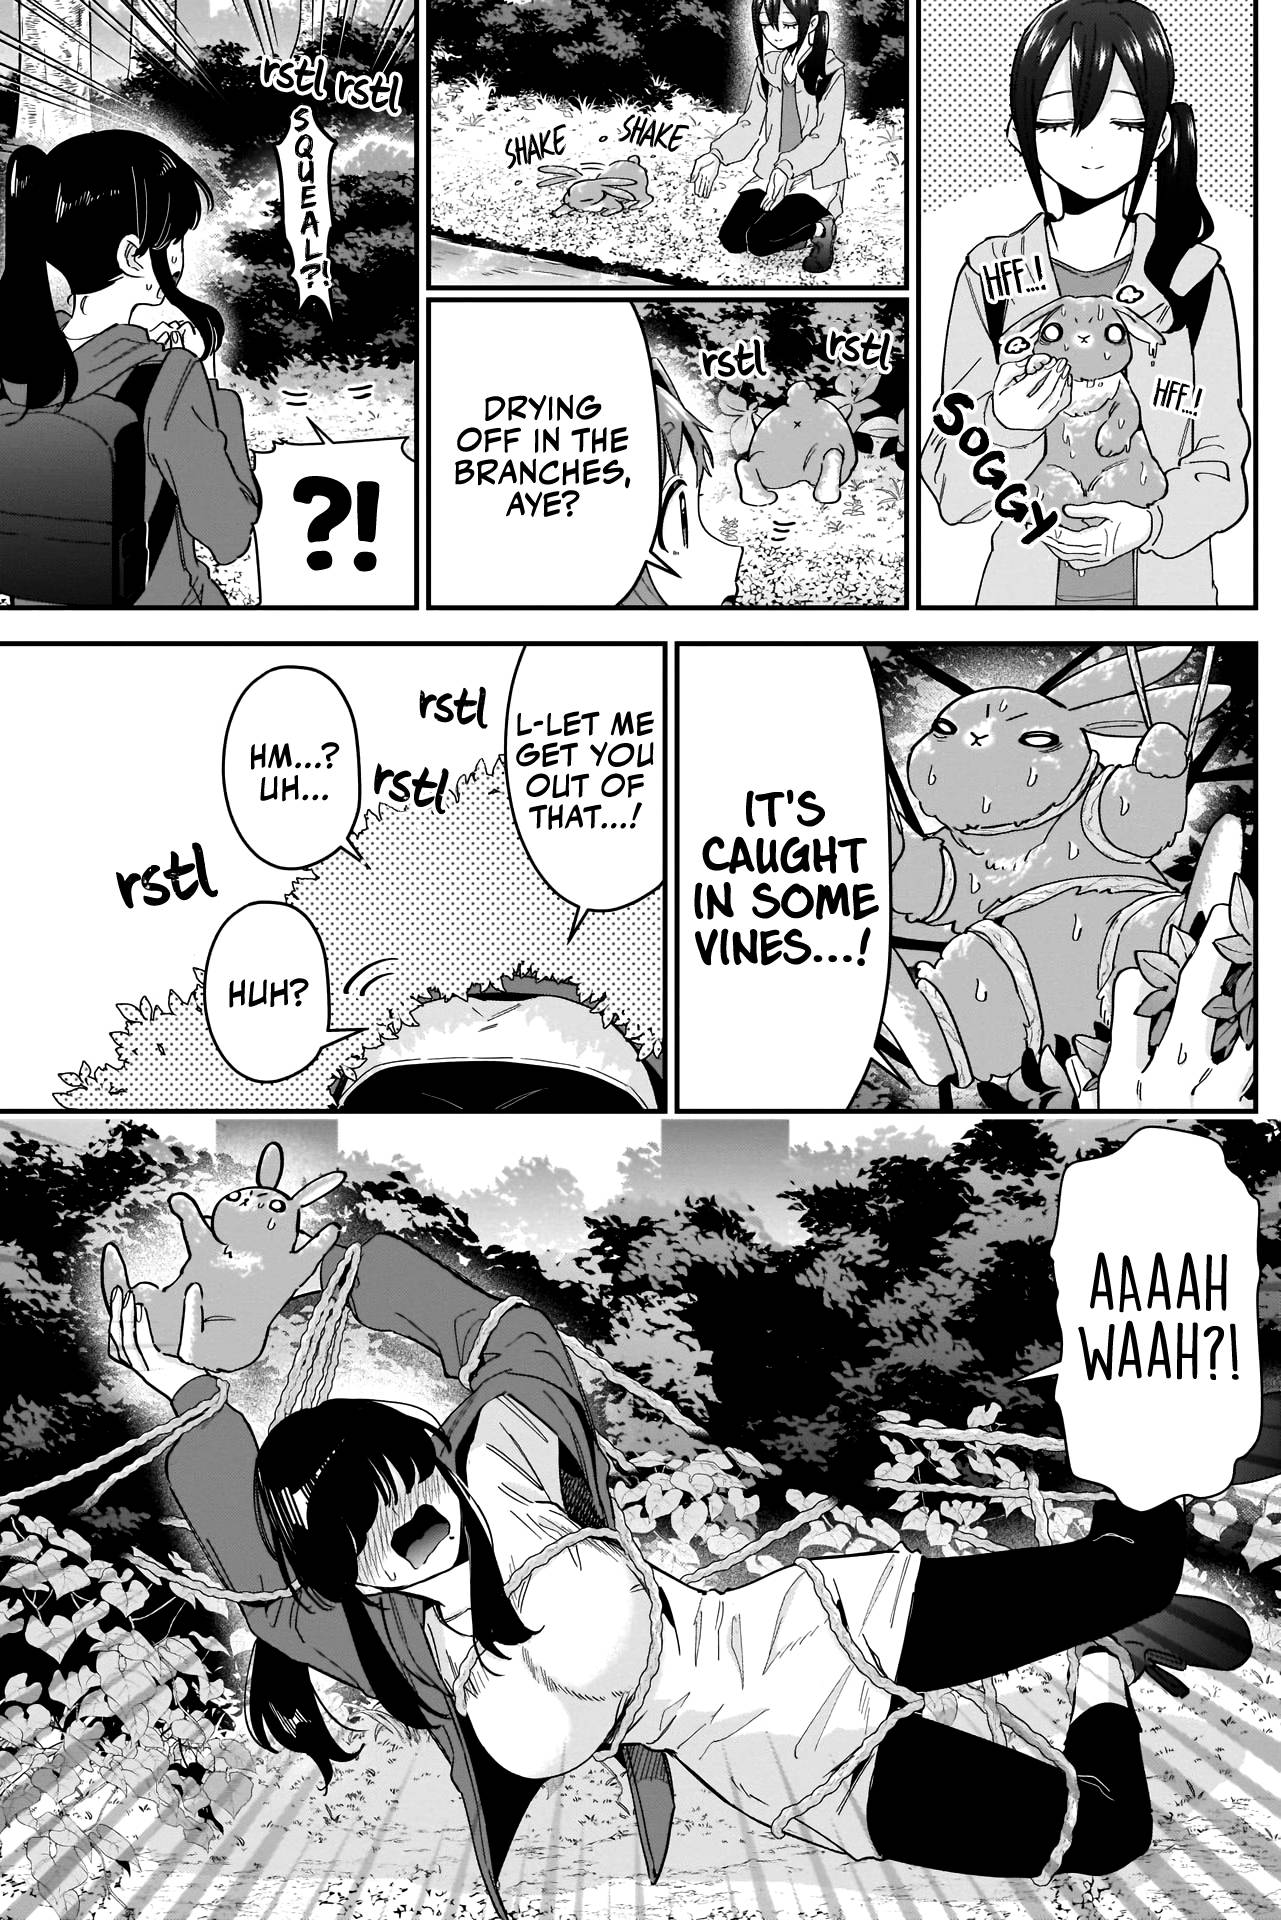 HFF...!
HFF...!
SOGGY
SHAKE
SHAKE
rstl
rstl
DRYING
OFF IN THE
BRANCHES,
AYE?
rstl rstl
SQUEAL?!
?!
IT'S
CAUGHT
IN SOME
VINES...!
L-LET ME
GET YOU
OUT OF
THAT...!
rstl
rstl
rstl
HM...?
UH...
HUH?
AAAAH
WAAH?!